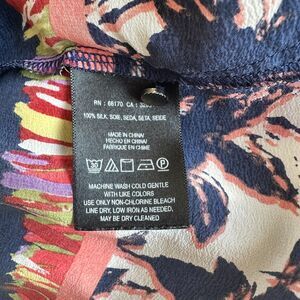 RN : 66170 CA :
100% SILK, SOIE, SEDA, SETA, SEIDE
MADE IN CHINA/
HECHO EN CHINA/
FABRIQUE EN CHINE
MACHINE WASH COLD GENTLE
WITH LIKE COLORS
USE ONLY NON-CHLORINE BLEACH
LINE DRY, LOW IRON AS NEEDED,
MAY BE DRY CLEANED